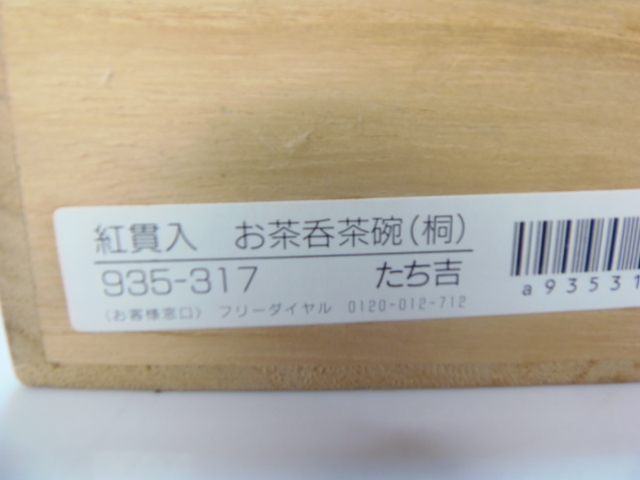 紅貫入 お茶呑茶碗(桐)
935-317 たち吉
(お客様窓口) フリーダイヤル 0120-012-712
a93531